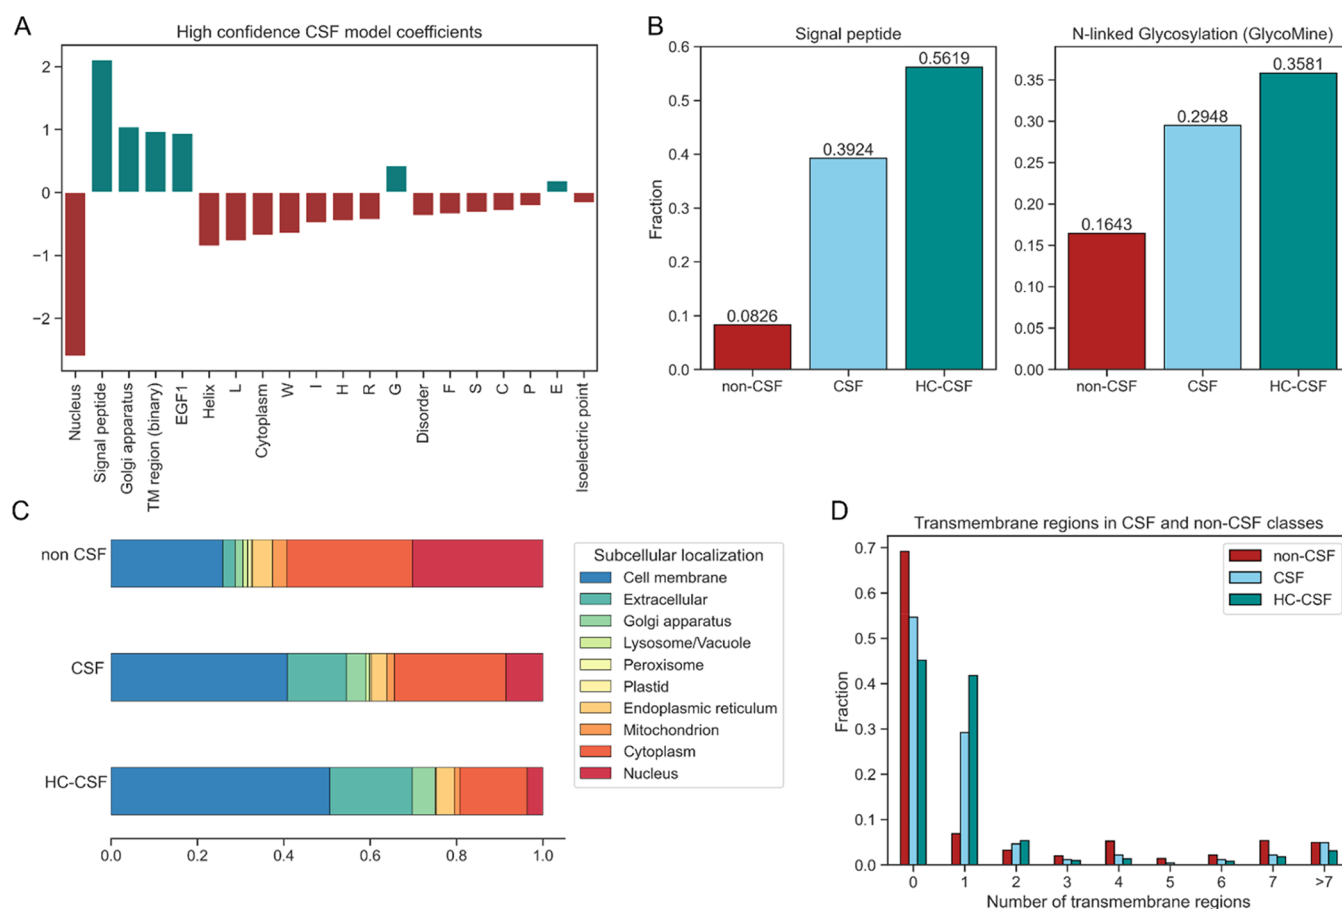 A
High confidence CSF model coefficients
2
1
0
−1
−2
Nucleus
Signal peptide
Golgi apparatus
TM region (binary)
EGF1
Helix
L
Cytoplasm
W
I
H
R
G
Disorder
F
S
C
P
E
Isoelectric point
B
Signal peptide
Fraction
0.6
0.5
0.4
0.3
0.2
0.1
0.0
0.0826
0.3924
0.5619
non-CSF
CSF
HC-CSF
N-linked Glycosylation (GlycoMine)
0.35
0.30
0.25
0.20
0.15
0.10
0.05
0.00
0.1643
0.2948
0.3581
non-CSF
CSF
HC-CSF
C
non CSF
CSF
HC-CSF
0.0
0.2
0.4
0.6
0.8
1.0
Subcellular localization
Cell membrane
Extracellular
Golgi apparatus
Lysosome/Vacuole
Peroxisome
Plastid
Endoplasmic reticulum
Mitochondrion
Cytoplasm
Nucleus
D
Transmembrane regions in CSF and non-CSF classes
Fraction
0.7
0.6
0.5
0.4
0.3
0.2
0.1
0.0
non-CSF
CSF
HC-CSF
0
1
2
3
4
5
6
7
>7
Number of transmembrane regions